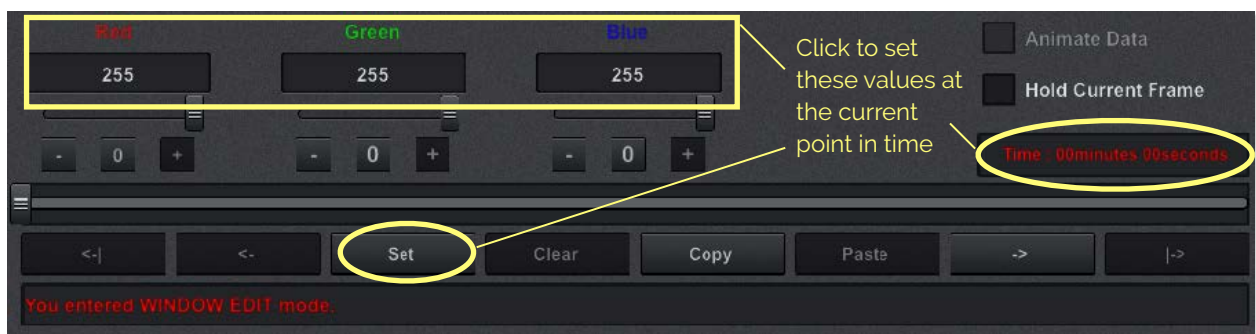 Red Green Blue
255 255 255
- 0 + - 0 + - 0 +
Click to set
these values at
the current
point in time
Animate Data
Hold Current Frame
Time : 00minutes 00seconds
<-| <- Set Clear Copy Paste -> |->
You entered WINDOW EDIT mode.